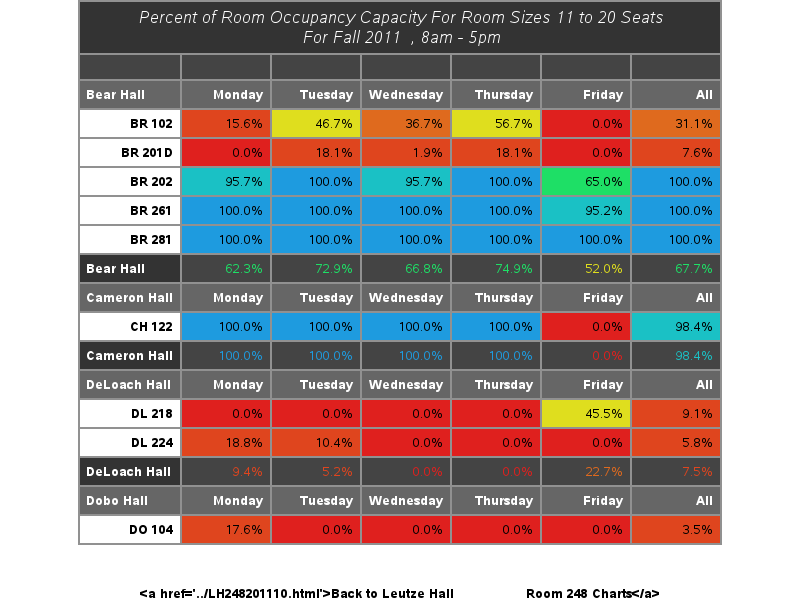 Percent of Room Occupancy Capacity For Room Sizes 11 to 20 Seats
For Fall 2011 , 8am - 5pm
Bear Hall Monday Tuesday Wednesday Thursday Friday All
BR 102 15.6% 46.7% 36.7% 56.7% 0.0% 31.1%
BR 201D 0.0% 18.1% 1.9% 18.1% 0.0% 7.6%
BR 202 95.7% 100.0% 95.7% 100.0% 65.0% 100.0%
BR 261 100.0% 100.0% 100.0% 100.0% 95.2% 100.0%
BR 281 100.0% 100.0% 100.0% 100.0% 100.0% 100.0%
Bear Hall 62.3% 72.9% 66.8% 74.9% 52.0% 67.7%
Cameron Hall Monday Tuesday Wednesday Thursday Friday All
CH 122 100.0% 100.0% 100.0% 100.0% 0.0% 98.4%
Cameron Hall 100.0% 100.0% 100.0% 100.0% 0.0% 98.4%
DeLoach Hall Monday Tuesday Wednesday Thursday Friday All
DL 218 0.0% 0.0% 0.0% 0.0% 45.5% 9.1%
DL 224 18.8% 10.4% 0.0% 0.0% 0.0% 5.8%
DeLoach Hall 9.4% 5.2% 0.0% 0.0% 22.7% 7.5%
Dobo Hall Monday Tuesday Wednesday Thursday Friday All
DO 104 17.6% 0.0% 0.0% 0.0% 0.0% 3.5%
<a href='../LH248201110.html'>Back to Leutze Hall Room 248 Charts</a>